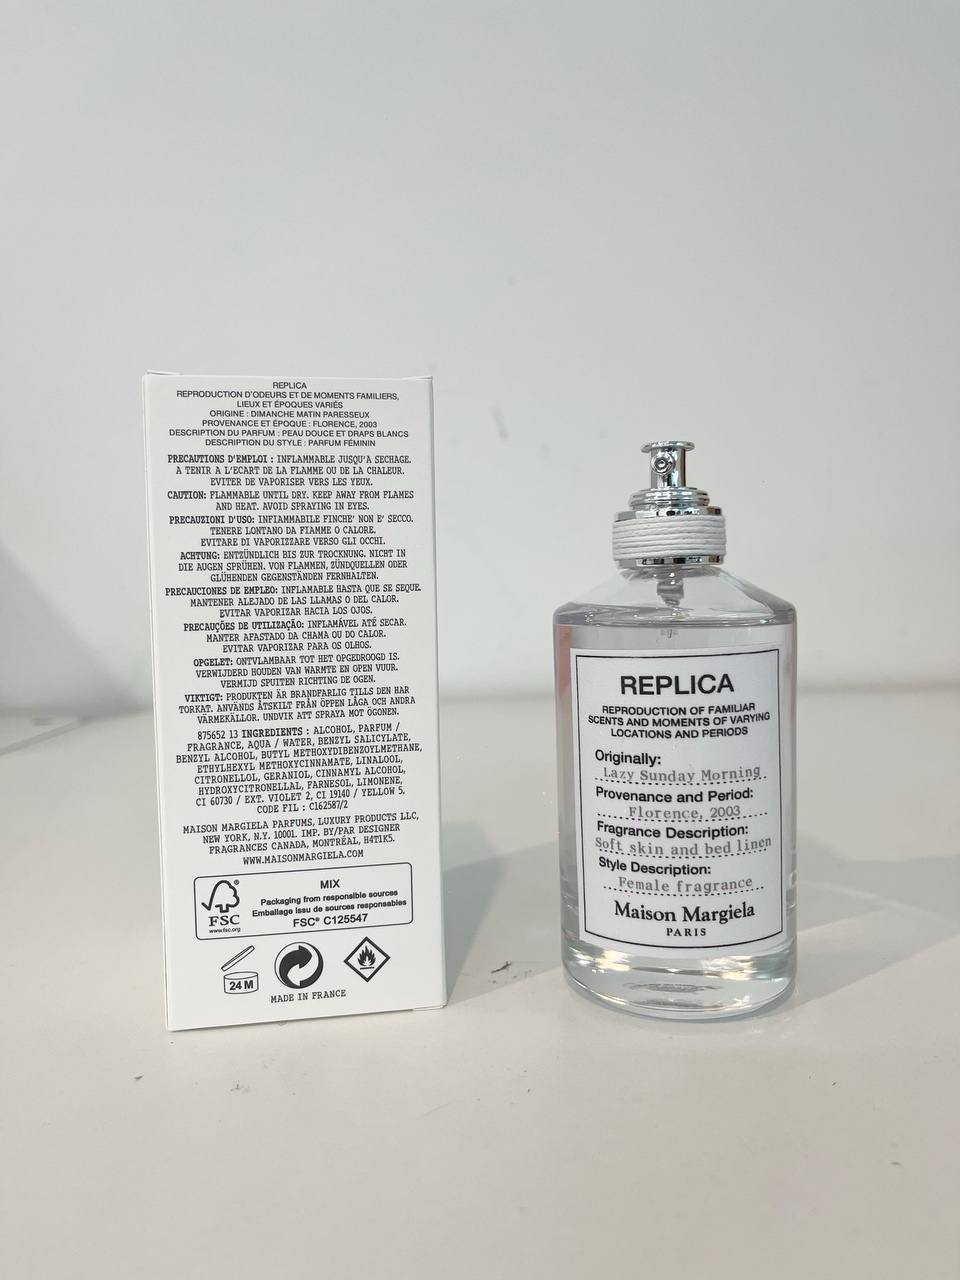 REPLICA
REPRODUCTION D'ODEURS ET DE MOMENTS FAMILIERS,
LIEUX ET ÉPOQUES VARIÉS
ORIGINE : DIMANCHE MATIN PARESSEUX
PROVENANCE ET ÉPOQUE : FLORENCE, 2003
DESCRIPTION DU PARFUM : PEAU DOUCE ET DRAPS BLANCS
DESCRIPTION DU STYLE : PARFUM FÉMININ
PRECAUTIONS D'EMPLOI : INFLAMMABLE JUSQU'A SECHAGE.
A TENIR A L'ECART DE LA FLAMME OU DE LA CHALEUR.
EVITER DE VAPORISER VERS LES YEUX.
CAUTION: FLAMMABLE UNTIL DRY. KEEP AWAY FROM FLAMES
AND HEAT. AVOID SPRAYING IN EYES.
PRECAUZIONI D'USO: INFIAMMABILE FINCHE' NON E' SECCO.
TENERE LONTANO DA FIAMME O CALORE.
EVITARE DI VAPORIZZARE VERSO GLI OCCHI.
ACHTUNG: ENTZÜNDLICH BIS ZUR TROCKNUNG. NICHT IN
DIE AUGEN SPRÜHEN. VON FLAMMEN, ZÜNDQUELLEN ODER
GLÜHENDEN GEGENSTÄNDEN FERNHALTEN.
PRECAUCIONES DE EMPLEO: INFLAMABLE HASTA QUE SE SEQUE.
MANTENER ALEJADO DE LAS LLAMAS O DEL CALOR.
EVITAR VAPORIZAR HACIA LOS OJOS.
PRECAUÇÕES DE UTILIZAÇÃO: INFLAMÁVEL ATÉ SECAR.
MANTER AFASTADO DA CHAMA OU DO CALOR.
EVITAR VAPORIZAR PARA OS OLHOS.
OPGELET: ONTVLAMBAAR TOT HET OPGEDROOGD IS.
VERWIJDERD HOUDEN VAN WARMTE EN OPEN VUUR.
VERMIJD SPUITEN RICHTING DE OGEN.
VIKTIGT: PRODUKTEN ÄR BRANDFARLIG TILLS DEN HAR
TORKAT. ANVÄNDS ÅTSKILT FRÅN ÖPPEN LÅGA OCH ANDRA
VÄRMEKÄLLOR. UNDVIK ATT SPRAYA MOT ÖGONEN.
875652 13 INGREDIENTS : ALCOHOL, PARFUM /
FRAGRANCE, AQUA / WATER, BENZYL SALICYLATE,
BENZYL ALCOHOL, BUTYL METHOXYDIBENZOYLMETHANE,
ETHYLHEXYL METHOXYCINNAMATE, LINALOOL,
CITRONELLOL, GERANIOL, CINNAMYL ALCOHOL,
HYDROXYCITRONELLAL, FARNESOL, LIMONENE,
CI 60730 / EXT. VIOLET 2, CI 19140 / YELLOW 5.
CODE FIL : C162587/2
MAISON MARGIELA PARFUMS, LUXURY PRODUCTS LLC,
NEW YORK, N.Y. 10001. IMP. BY/PAR DESIGNER
FRAGRANCES CANADA, MONTRÉAL, H4T1K5.
WWW.MAISONMARGIELA.COM
FSC®
www.fsc.org
MIX
Packaging from responsible sources
Emballage issu de sources responsables
FSC® C125547
24 M
MADE IN FRANCE
REPLICA
REPRODUCTION OF FAMILIAR
SCENTS AND MOMENTS OF VARYING
LOCATIONS AND PERIODS
Originally:
Lazy Sunday Morning
Provenance and Period:
Florence, 2003
Fragrance Description:
Soft skin and bed linen
Style Description:
Female fragrance
Maison Margiela
PARIS